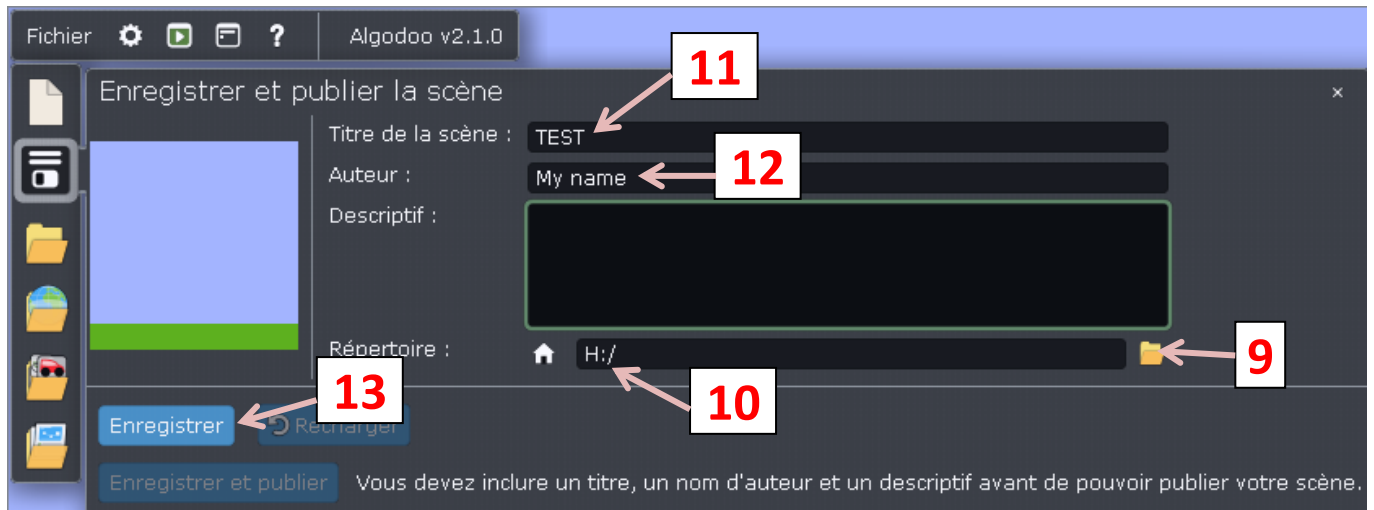 Fichier ? Algodoo v2.1.0
11
Enregistrer et publier la scène ×
Titre de la scène : TEST
12
Auteur : My name
Descriptif :
9
Répertoire : H:/
13
10
Enregistrer Recharger
Enregistrer et publier Vous devez inclure un titre, un nom d'auteur et un descriptif avant de pouvoir publier votre scène.